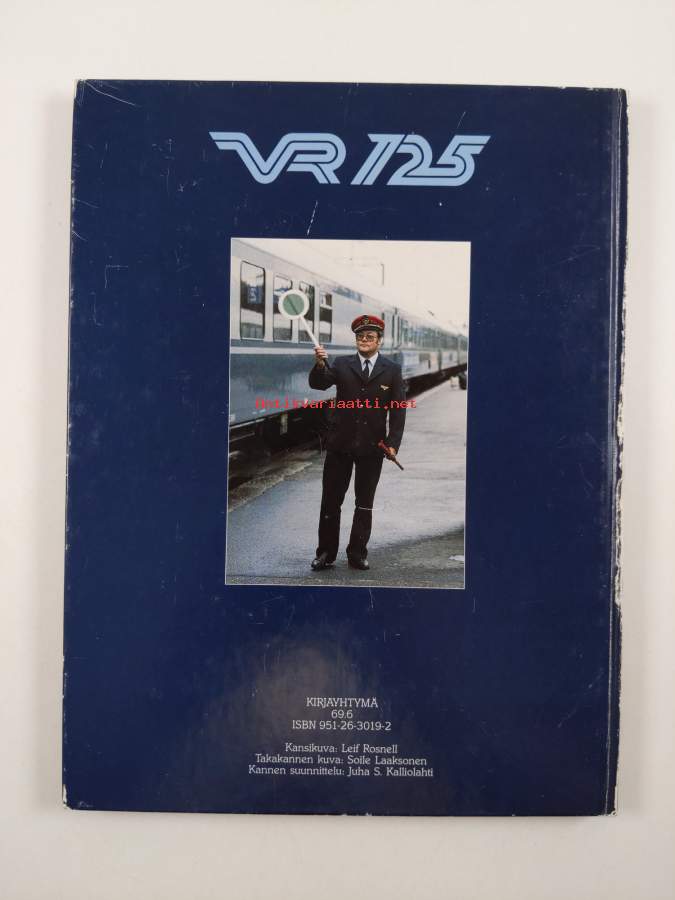 VR 125
Antikvariaatti.net
KIRJAYHTYMÄ
69.6
ISBN 951-26-3019-2
Kansikuva: Leif Rosnell
Takakannen kuva: Soile Laaksonen
Kannen suunnittelu: Juha S. Kalliolahti